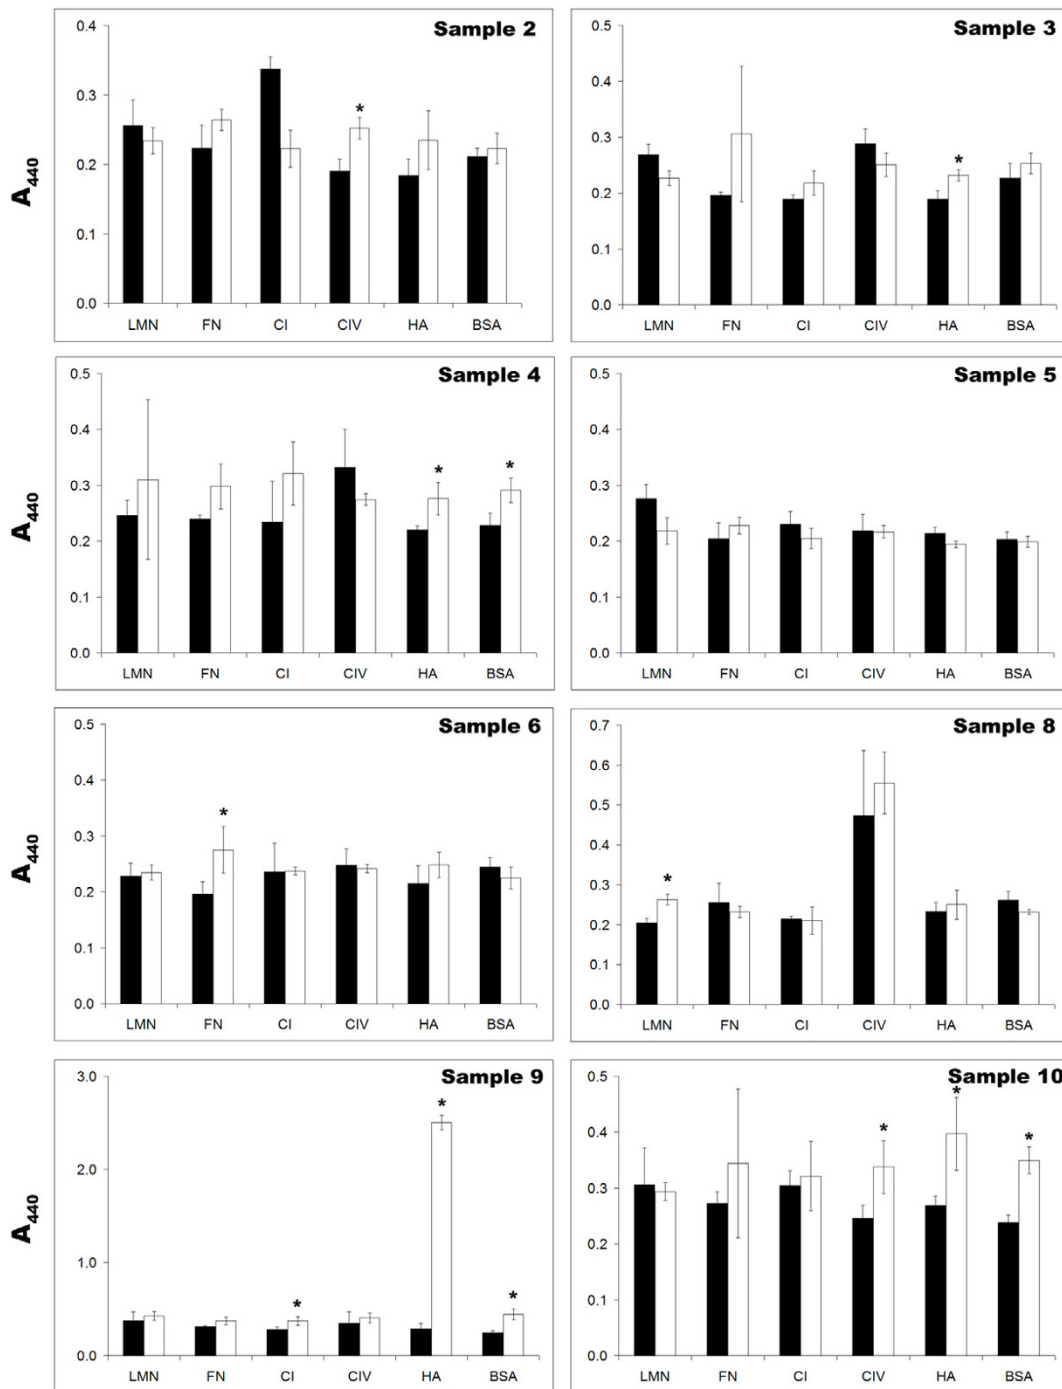 Sample 2
0.4
0.3
0.2
0.1
0.0
A440
*
LMN FN CI CIV HA BSA
Sample 3
0.5
0.4
0.3
0.2
0.1
0.0
*
LMN FN CI CIV HA BSA
Sample 4
0.5
0.4
0.3
0.2
0.1
0.0
A440
* *
LMN FN CI CIV HA BSA
Sample 5
0.5
0.4
0.3
0.2
0.1
0.0
LMN FN CI CIV HA BSA
Sample 6
0.5
0.4
0.3
0.2
0.1
0.0
A440
*
LMN FN CI CIV HA BSA
Sample 8
0.7
0.6
0.5
0.4
0.3
0.2
0.1
0.0
*
LMN FN CI CIV HA BSA
Sample 9
3.0
2.0
1.0
0.0
A440
* * *
LMN FN CI CIV HA BSA
Sample 10
0.5
0.4
0.3
0.2
0.1
0.0
* * *
LMN FN CI CIV HA BSA